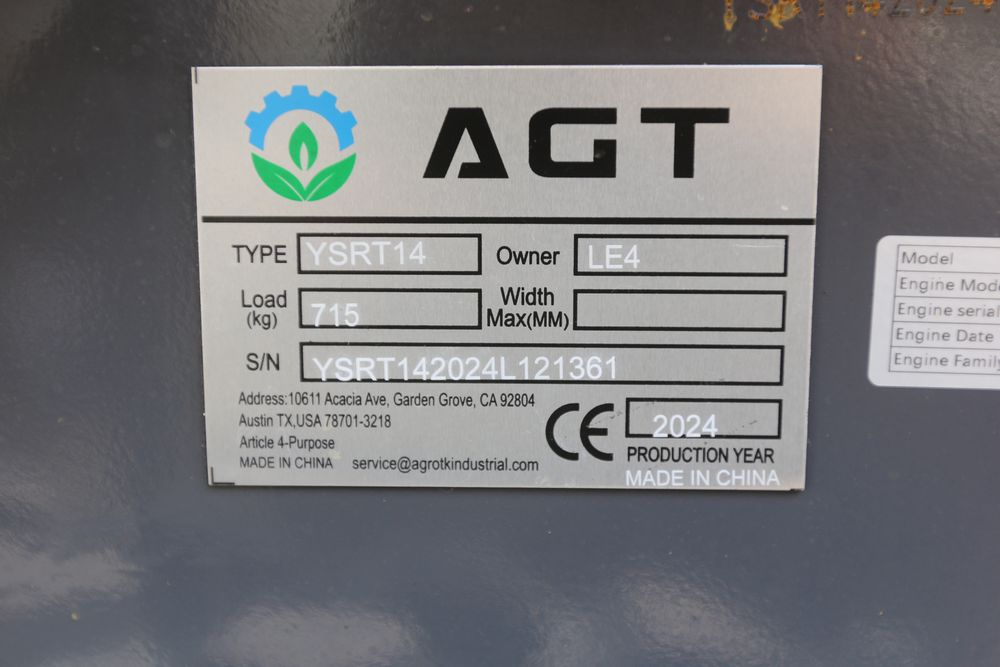 AGT
TYPE YSRT14 Owner LE4
Load (kg) 715 Width Max(MM)
S/N YSRT142024L121361
Address:10611 Acacia Ave, Garden Grove, CA 92804
Austin TX,USA 78701-3218
Article 4-Purpose
MADE IN CHINA service@agrotkindustrial.com
CE 2024
PRODUCTION YEAR
MADE IN CHINA
Model
Engine
Engine serial
Engine Date
Engine Family